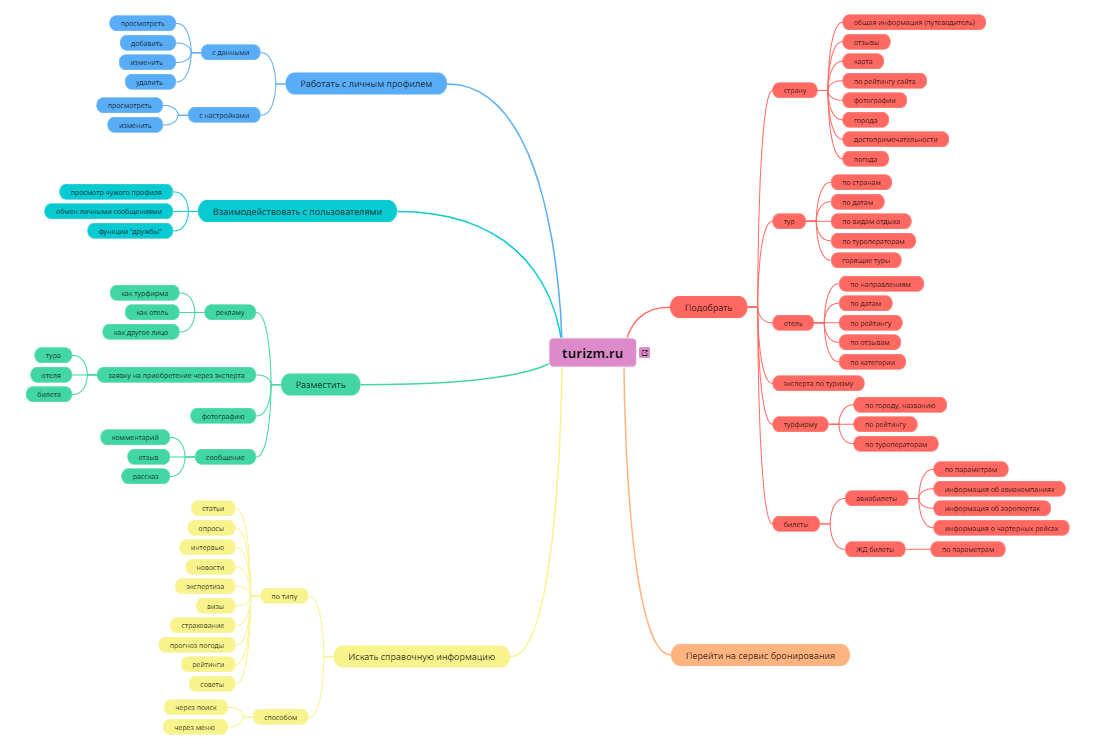 turizm.ru
Работать с личным профилем
с данными
просмотреть
добавить
изменить
удалить
с настройками
просмотреть
изменить
Взаимодействовать с пользователями
просмотр чужого профиля
обмен личными сообщениями
функции "дружбы"
Разместить
рекламу
как турфирма
как отель
как другое лицо
заявку на приобретение через эксперта
тура
отеля
билета
фотографию
сообщение
комментарий
отзыв
рассказ
Искать справочную информацию
по типу
статьи
опросы
интервью
новости
экспертиза
визы
страхование
прогноз погоды
рейтинги
советы
способом
через поиск
через меню
Подобрать
страну
общая информация (путеводитель)
отзывы
карта
по рейтингу сайта
фотографии
города
достопримечательности
погода
тур
по странам
по датам
по видам отдыха
по туроператорам
горящие туры
отель
по направлениям
по датам
по рейтингу
по отзывам
по категории
эксперта по туризму
турфирму
по городу, названию
по рейтингу
по туроператорам
билеты
авиабилеты
по параметрам
информация об авиакомпаниях
информация об аэропортах
информация о чартерных рейсах
ЖД билеты
по параметрам
Перейти на сервис бронирования